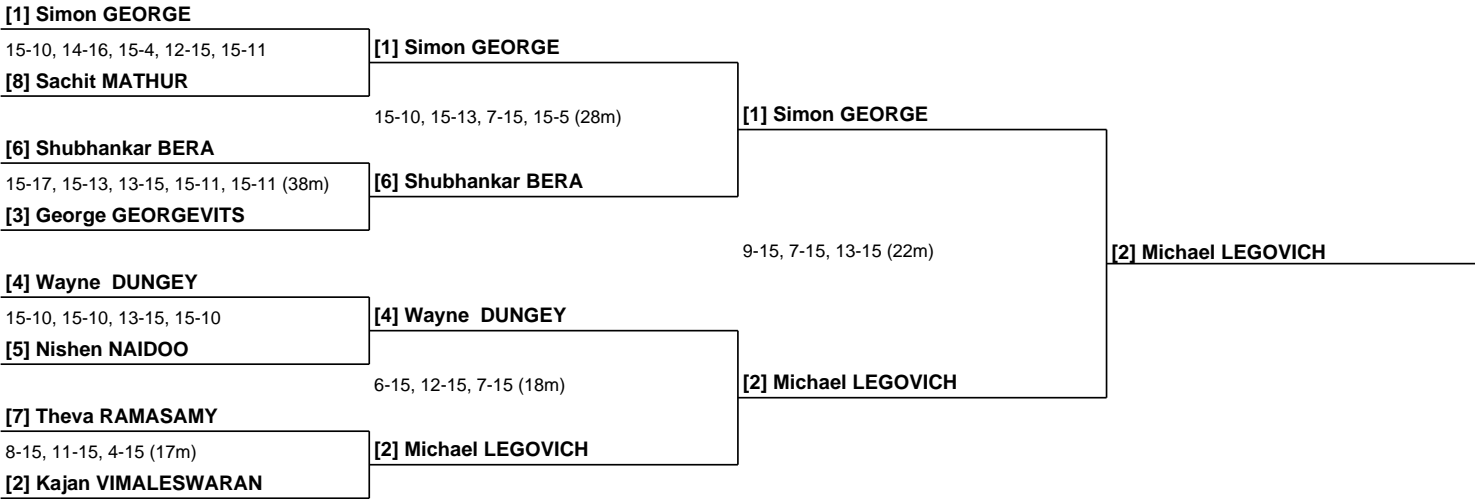 [1] Simon GEORGE
15-10, 14-16, 15-4, 12-15, 15-11
[8] Sachit MATHUR
[6] Shubhankar BERA
15-17, 15-13, 13-15, 15-11, 15-11 (38m)
[3] George GEORGEVITS
[4] Wayne  DUNGEY
15-10, 15-10, 13-15, 15-10
[5] Nishen NAIDOO
[7] Theva RAMASAMY
8-15, 11-15, 4-15 (17m)
[2] Kajan VIMALESWARAN
[1] Simon GEORGE
15-10, 15-13, 7-15, 15-5 (28m)
[6] Shubhankar BERA
[4] Wayne  DUNGEY
6-15, 12-15, 7-15 (18m)
[2] Michael LEGOVICH
[1] Simon GEORGE
9-15, 7-15, 13-15 (22m)
[2] Michael LEGOVICH
[2] Michael LEGOVICH